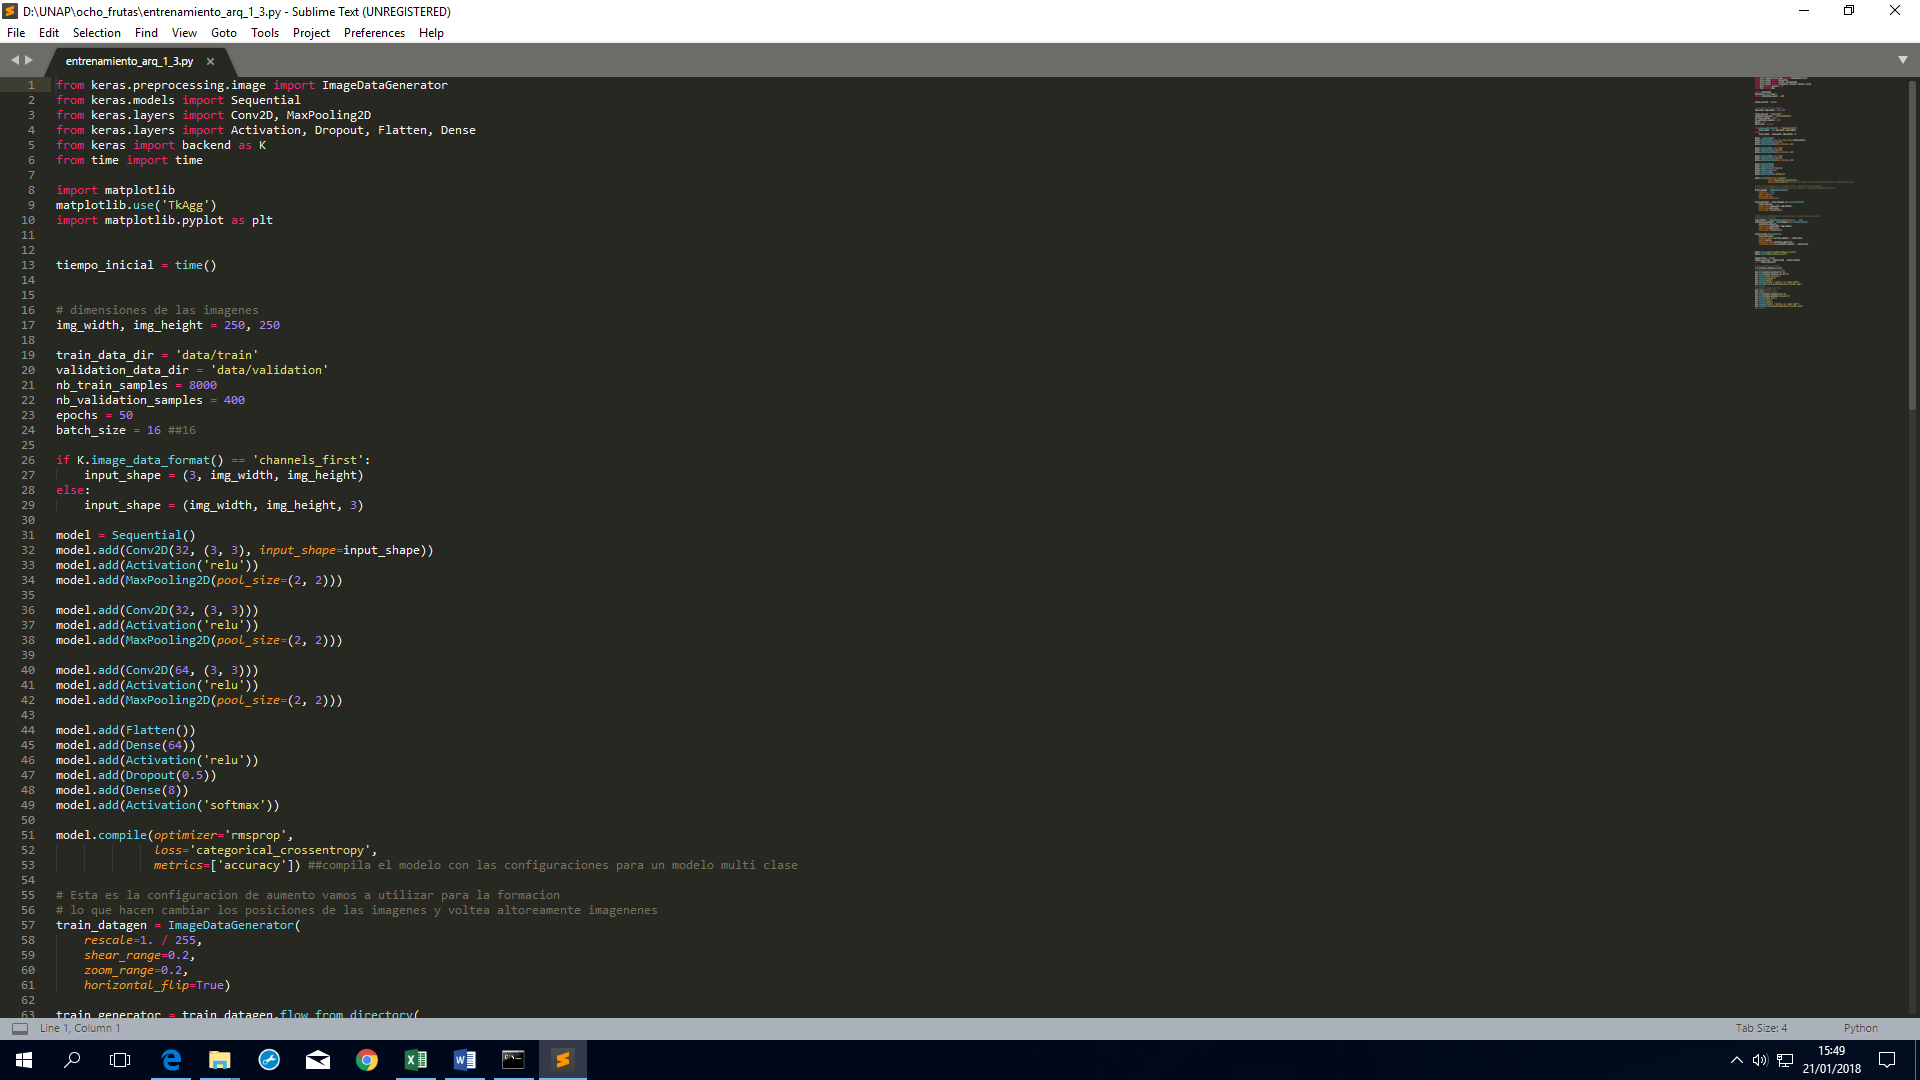 D:\UNAP\ocho_frutas\entrenamiento_arq_1_3.py - Sublime Text (UNREGISTERED)
File Edit Selection Find View Goto Tools Project Preferences Help
entrenamiento_arq_1_3.py ×
1 from keras.preprocessing.image import ImageDataGenerator
2 from keras.models import Sequential
3 from keras.layers import Conv2D, MaxPooling2D
4 from keras.layers import Activation, Dropout, Flatten, Dense
5 from keras import backend as K
6 from time import time
7
8 import matplotlib
9 matplotlib.use('TkAgg')
10 import matplotlib.pyplot as plt
11
12
13 tiempo_inicial = time()
14
15
16 # dimensiones de las imagenes
17 img_width, img_height = 250, 250
18
19 train_data_dir = 'data/train'
20 validation_data_dir = 'data/validation'
21 nb_train_samples = 8000
22 nb_validation_samples = 400
23 epochs = 50
24 batch_size = 16 ##16
25
26 if K.image_data_format() == 'channels_first':
27     input_shape = (3, img_width, img_height)
28 else:
29     input_shape = (img_width, img_height, 3)
30
31 model = Sequential()
32 model.add(Conv2D(32, (3, 3), input_shape=input_shape))
33 model.add(Activation('relu'))
34 model.add(MaxPooling2D(pool_size=(2, 2)))
35
36 model.add(Conv2D(32, (3, 3)))
37 model.add(Activation('relu'))
38 model.add(MaxPooling2D(pool_size=(2, 2)))
39
40 model.add(Conv2D(64, (3, 3)))
41 model.add(Activation('relu'))
42 model.add(MaxPooling2D(pool_size=(2, 2)))
43
44 model.add(Flatten())
45 model.add(Dense(64))
46 model.add(Activation('relu'))
47 model.add(Dropout(0.5))
48 model.add(Dense(8))
49 model.add(Activation('softmax'))
50
51 model.compile(optimizer='rmsprop',
52               loss='categorical_crossentropy',
53               metrics=['accuracy']) ##compila el modelo con las configuraciones para un modelo multi clase
54
55 # Esta es la configuracion de aumento vamos a utilizar para la formacion
56 # lo que hacen cambiar los posiciones de las imagenes y voltea altoreamente imagenenes
57 train_datagen = ImageDataGenerator(
58     rescale=1. / 255,
59     shear_range=0.2,
60     zoom_range=0.2,
61     horizontal_flip=True)
62
63 train_generator = train_datagen.flow_from_directory(
Line 1, Column 1 Tab Size: 4 Python
15:49
21/01/2018